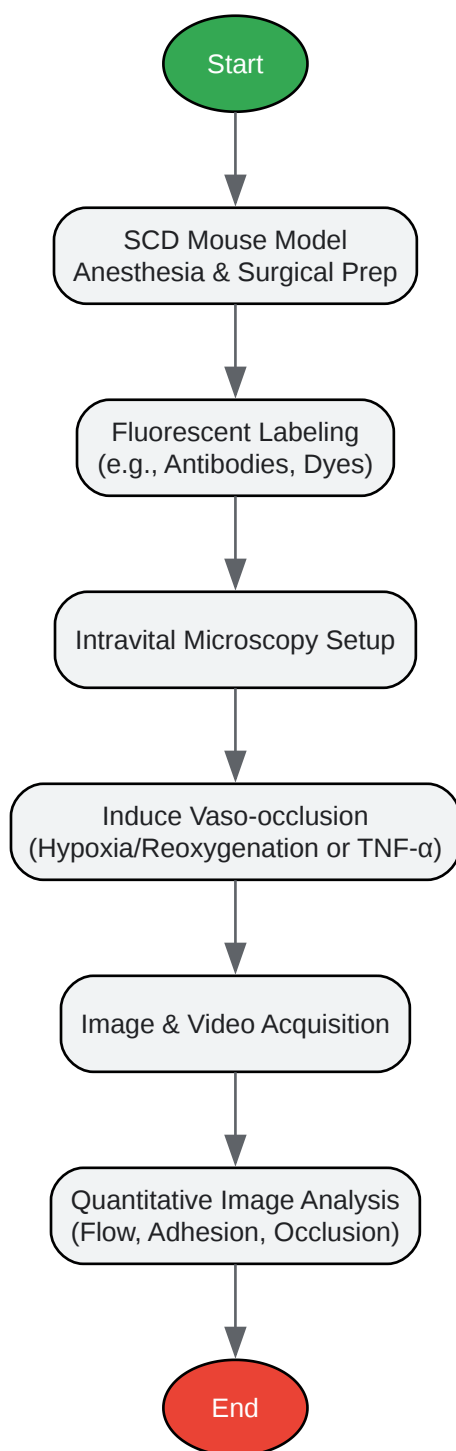 Start
SCD Mouse Model
Anesthesia & Surgical Prep
Fluorescent Labeling
(e.g., Antibodies, Dyes)
Intravital Microscopy Setup
Induce Vaso-occlusion
(Hypoxia/Reoxygenation or TNF-α)
Image & Video Acquisition
Quantitative Image Analysis
(Flow, Adhesion, Occlusion)
End